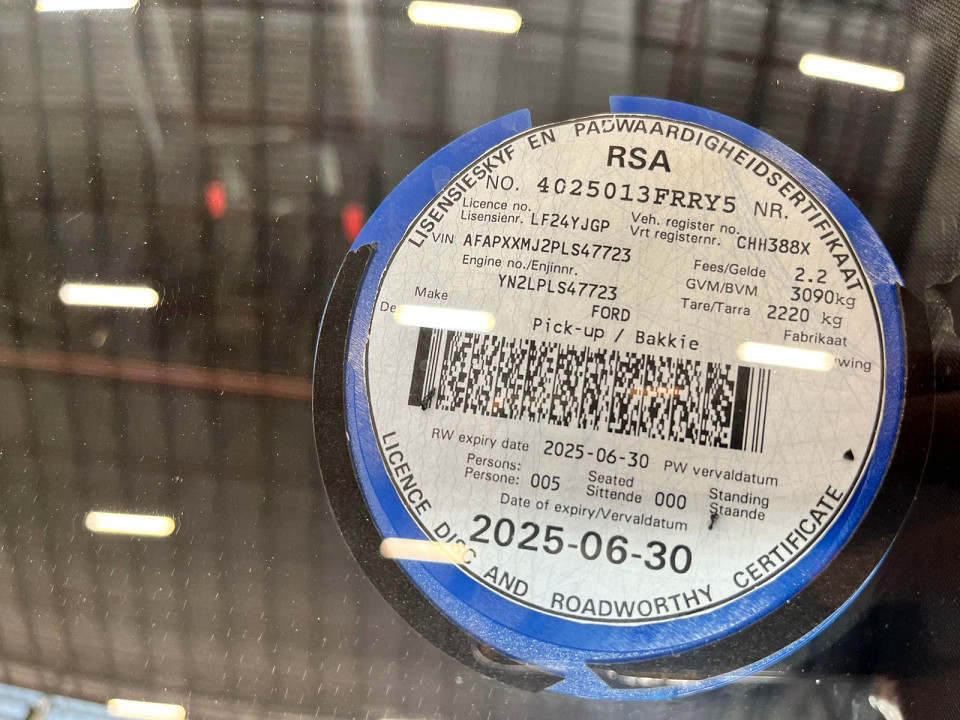 LISENSIESKYF EN PADWAARDIGHEIDSERTIFIKAAT
RSA
NO. 4025013FRRY5 NR.
Licence no.
Lisensienr. LF24YJGP
Veh. register no.
Vrt registernr. CHH388X
VIN AFAPXXMJ2PLS47723
Engine no./Enjinnr.
YN2LPLS47723
Fees/Gelde 2.2
GVM/BVM 3090kg
Tare/Tarra 2220 kg
Make FORD Fabrikaat
Pick-up / Bakkie
RW expiry date 2025-06-30 PW vervaldatum
Persons:
Persone: 005
Seated
Sittende 000
Standing
Staande
Date of expiry/Vervaldatum
2025-06-30
LICENCE DISC AND ROADWORTHY CERTIFICATE